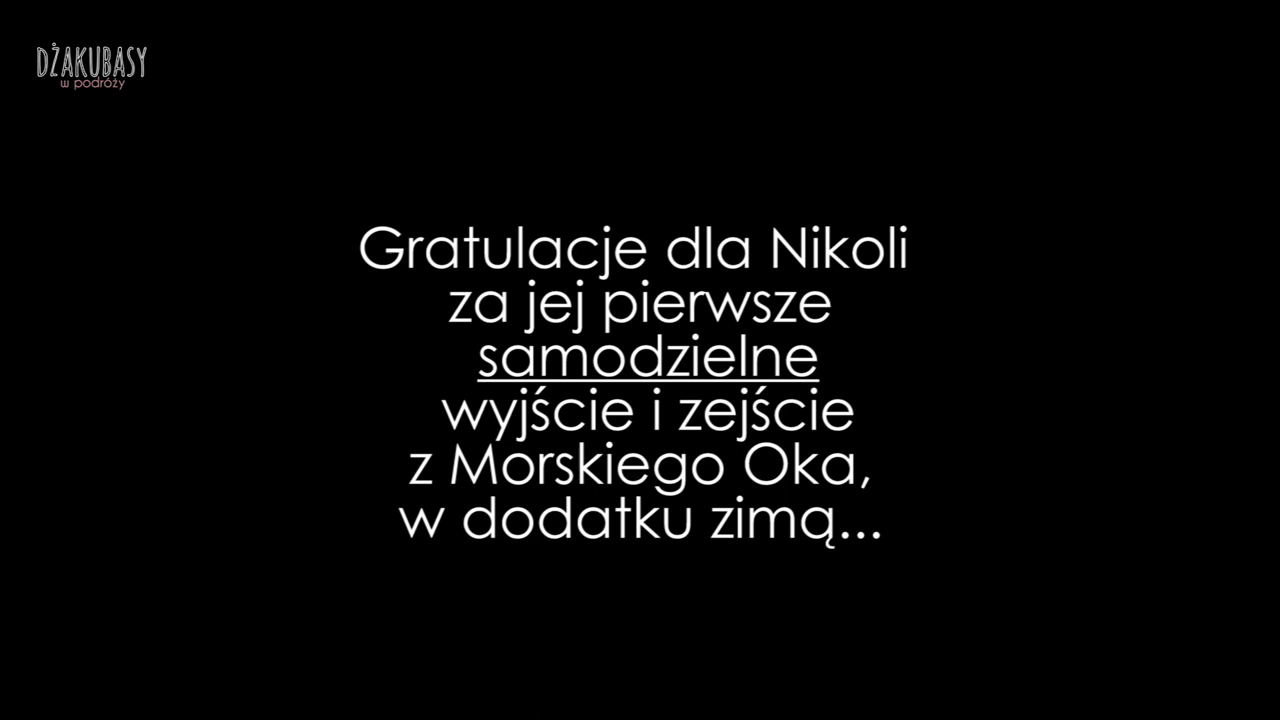 DŻAKUBASY
w podróży
Gratulacje dla Nikoli
za jej pierwsze
samodzielne
wyjście i zejście
z Morskiego Oka,
w dodatku zimą...